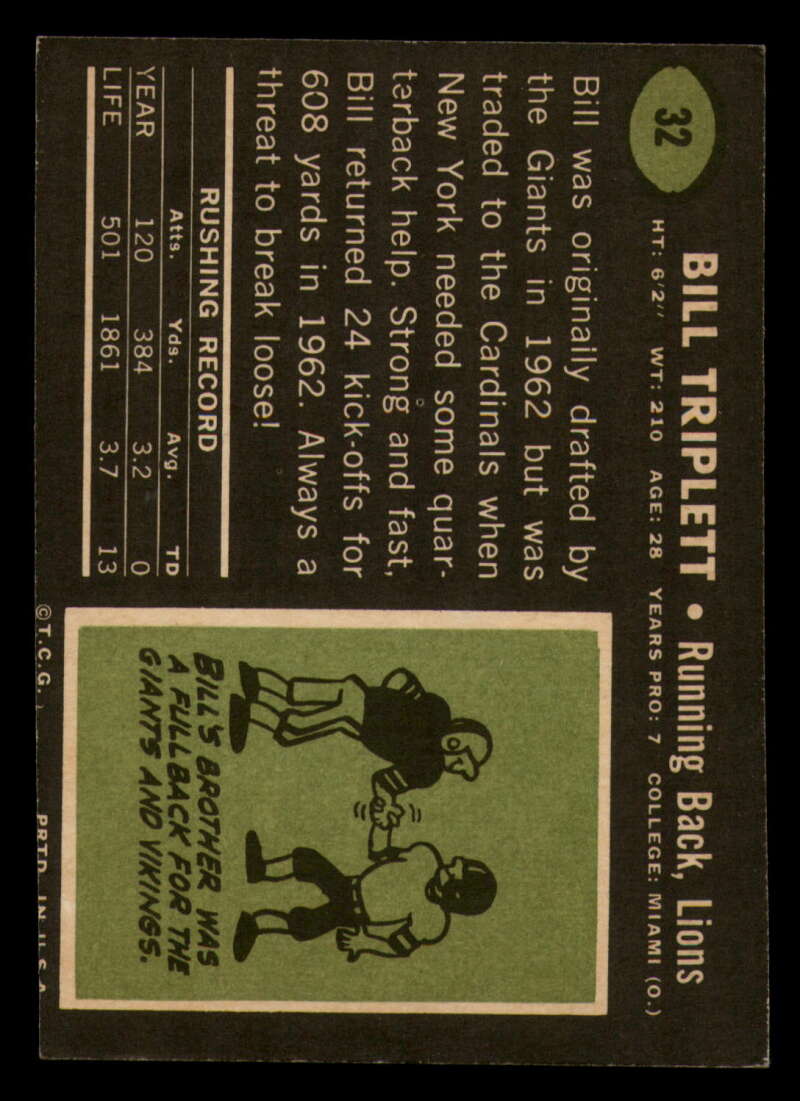 32
BILL TRIPLETT • Running Back, Lions
HT: 6'2" WT: 210 AGE: 28 YEARS PRO: 7 COLLEGE: MIAMI (O.)
Bill was originally drafted by
the Giants in 1962 but was
traded to the Cardinals when
New York needed some quar-
terback help. Strong and fast,
Bill returned 24 kick-offs for
608 yards in 1962. Always a
threat to break loose!
RUSHING RECORD
Atts. Yds. Avg. TD
YEAR 120 384 3.2 0
LIFE 501 1861 3.7 13
BILL'S BROTHER WAS
A FULLBACK FOR THE
GIANTS AND VIKINGS.
©T.C.G. PRTD. IN U.S.A.